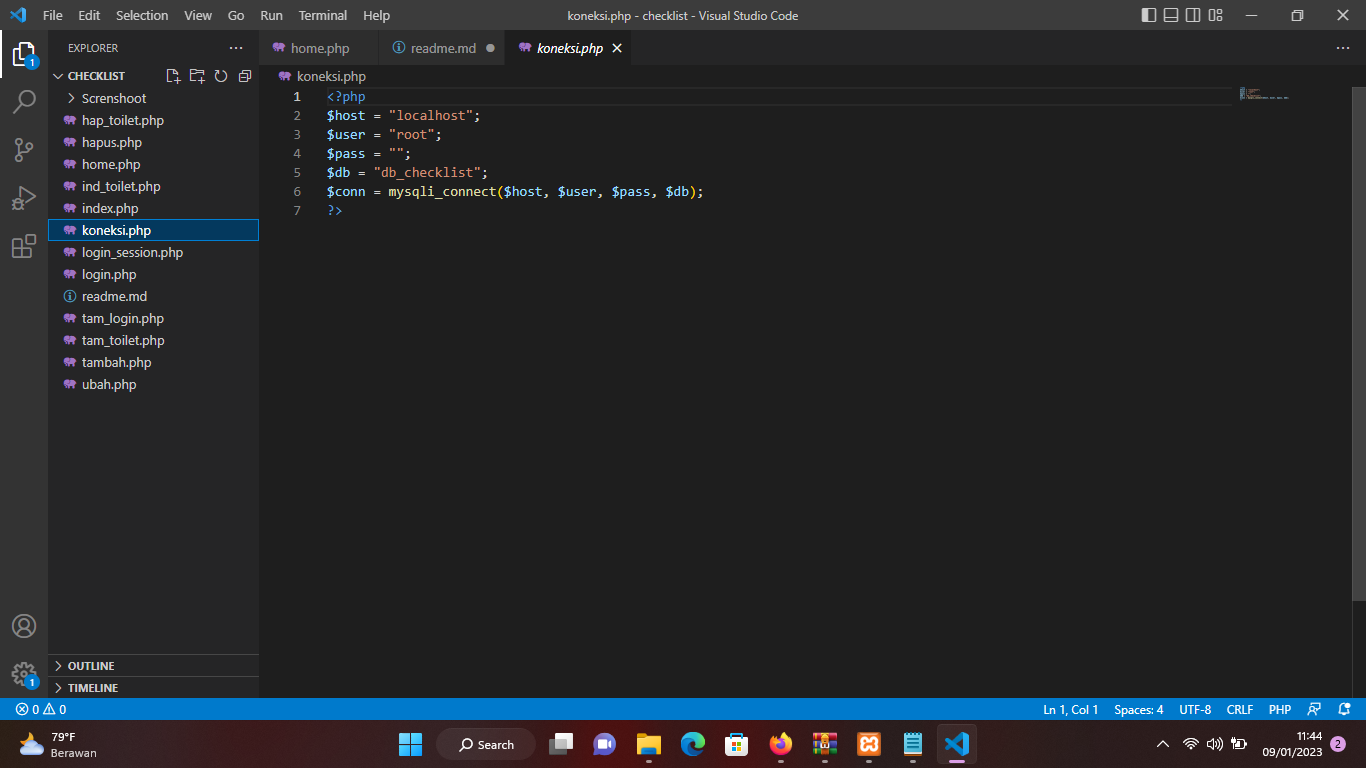 File Edit Selection View Go Run Terminal Help
koneksi.php - checklist - Visual Studio Code
EXPLORER
CHECKLIST
Screnshoot
hap_toilet.php
hapus.php
home.php
ind_toilet.php
index.php
koneksi.php
login_session.php
login.php
readme.md
tam_login.php
tam_toilet.php
tambah.php
ubah.php
OUTLINE
TIMELINE
1
1
home.php readme.md koneksi.php
koneksi.php
1 <?php
2 $host = "localhost";
3 $user = "root";
4 $pass = "";
5 $db = "db_checklist";
6 $conn = mysqli_connect($host, $user, $pass, $db);
7 ?>
0 0
Ln 1, Col 1 Spaces: 4 UTF-8 CRLF PHP
79°F
Berawan
Search
11:44
09/01/2023
2